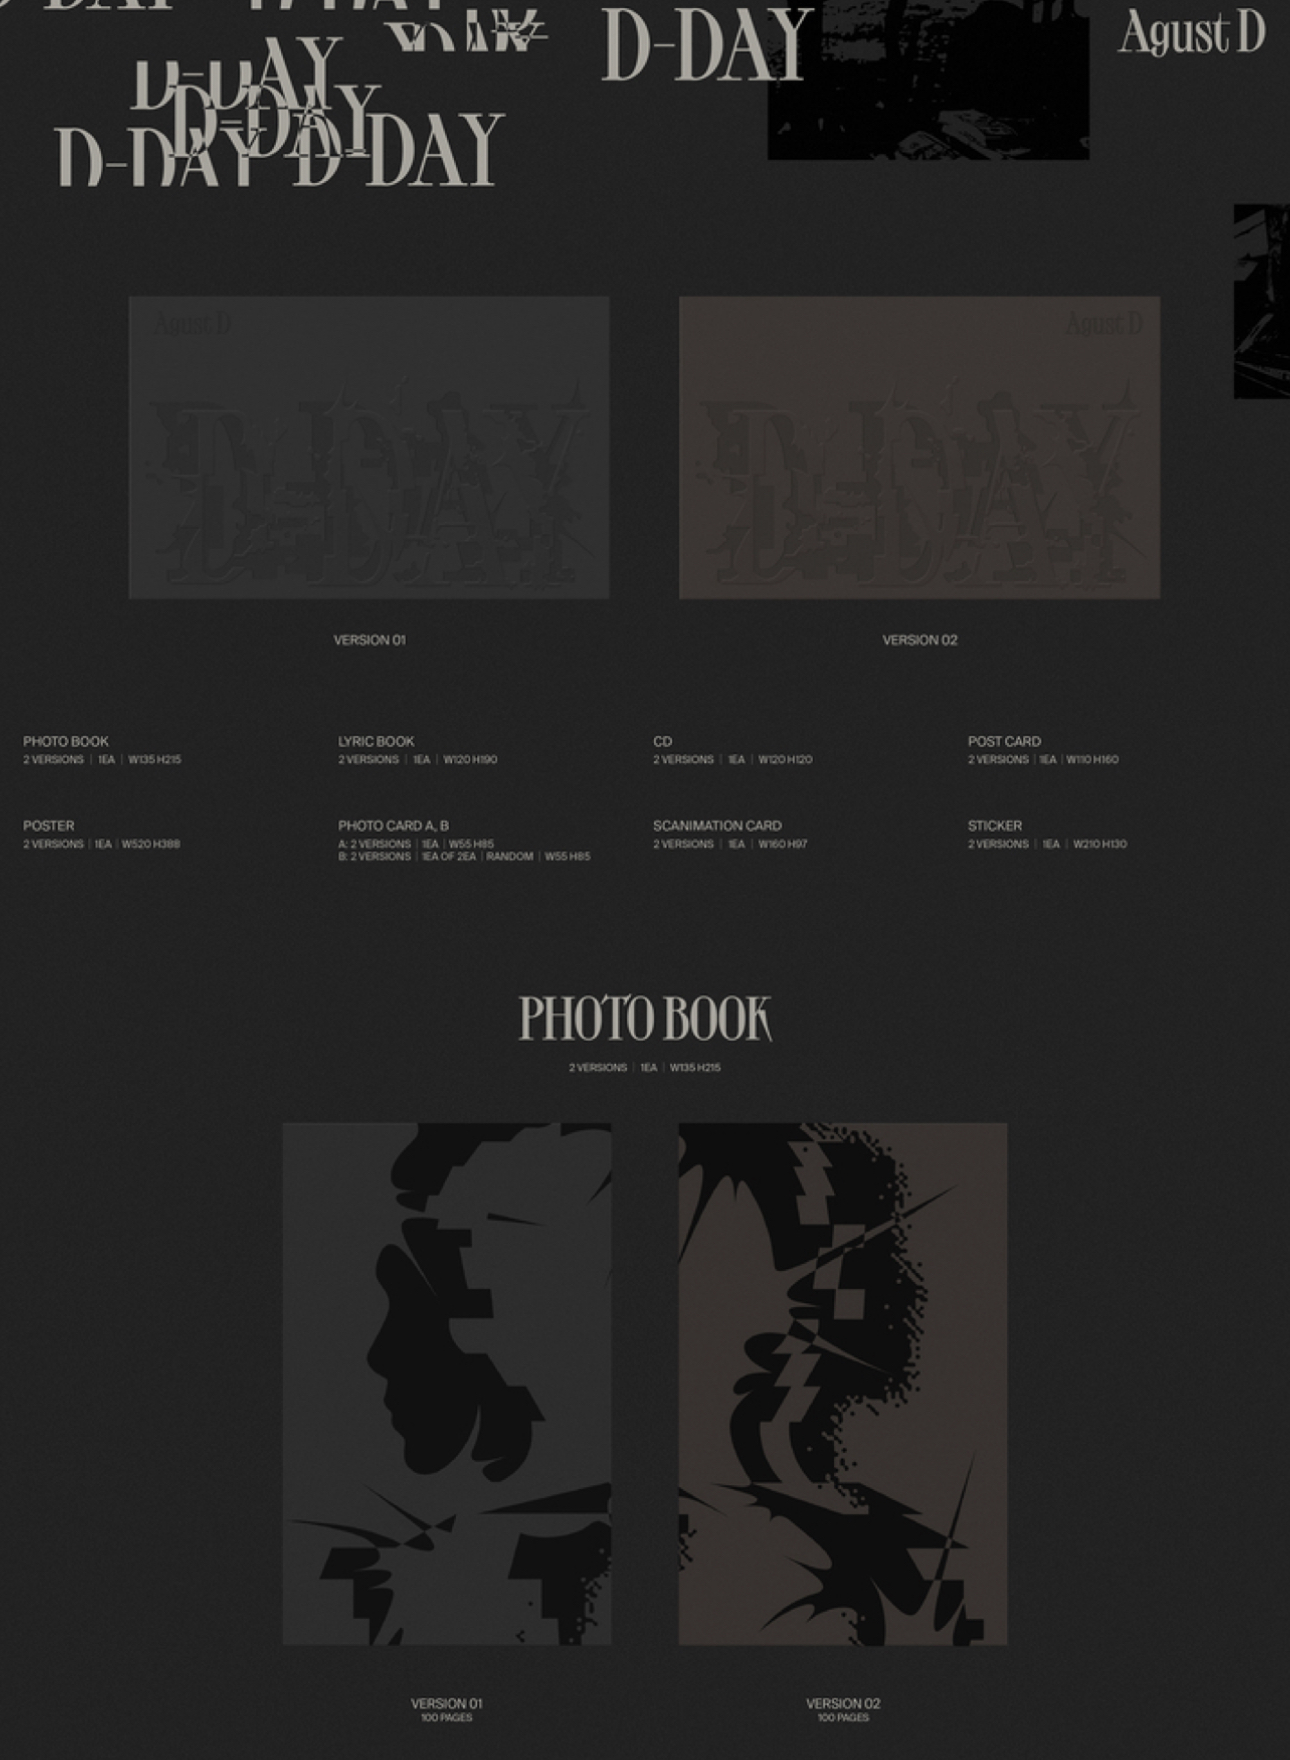 D-DAY
D-DAY
Agust D
D-DAY
D-DAY
D-DAY D-DAY
Agust D
Agust D
D-DAY
D-DAY
VERSION 01
VERSION 02
PHOTO BOOK
2 VERSIONS | 1EA | W135 H215
LYRIC BOOK
2 VERSIONS | 1EA | W120 H190
CD
2 VERSIONS | 1EA | W120 H120
POST CARD
2 VERSIONS | 1EA | W110 H160
POSTER
2 VERSIONS | 1EA | W520 H388
PHOTO CARD A, B
A: 2 VERSIONS | 1EA | W55 H85
B: 2 VERSIONS | 1EA OF 2EA | RANDOM | W55 H85
SCANIMATION CARD
2 VERSIONS | 1EA | W160 H97
STICKER
2 VERSIONS | 1EA | W210 H130
PHOTO BOOK
2 VERSIONS | 1EA | W135 H215
VERSION 01
100 PAGES
VERSION 02
100 PAGES